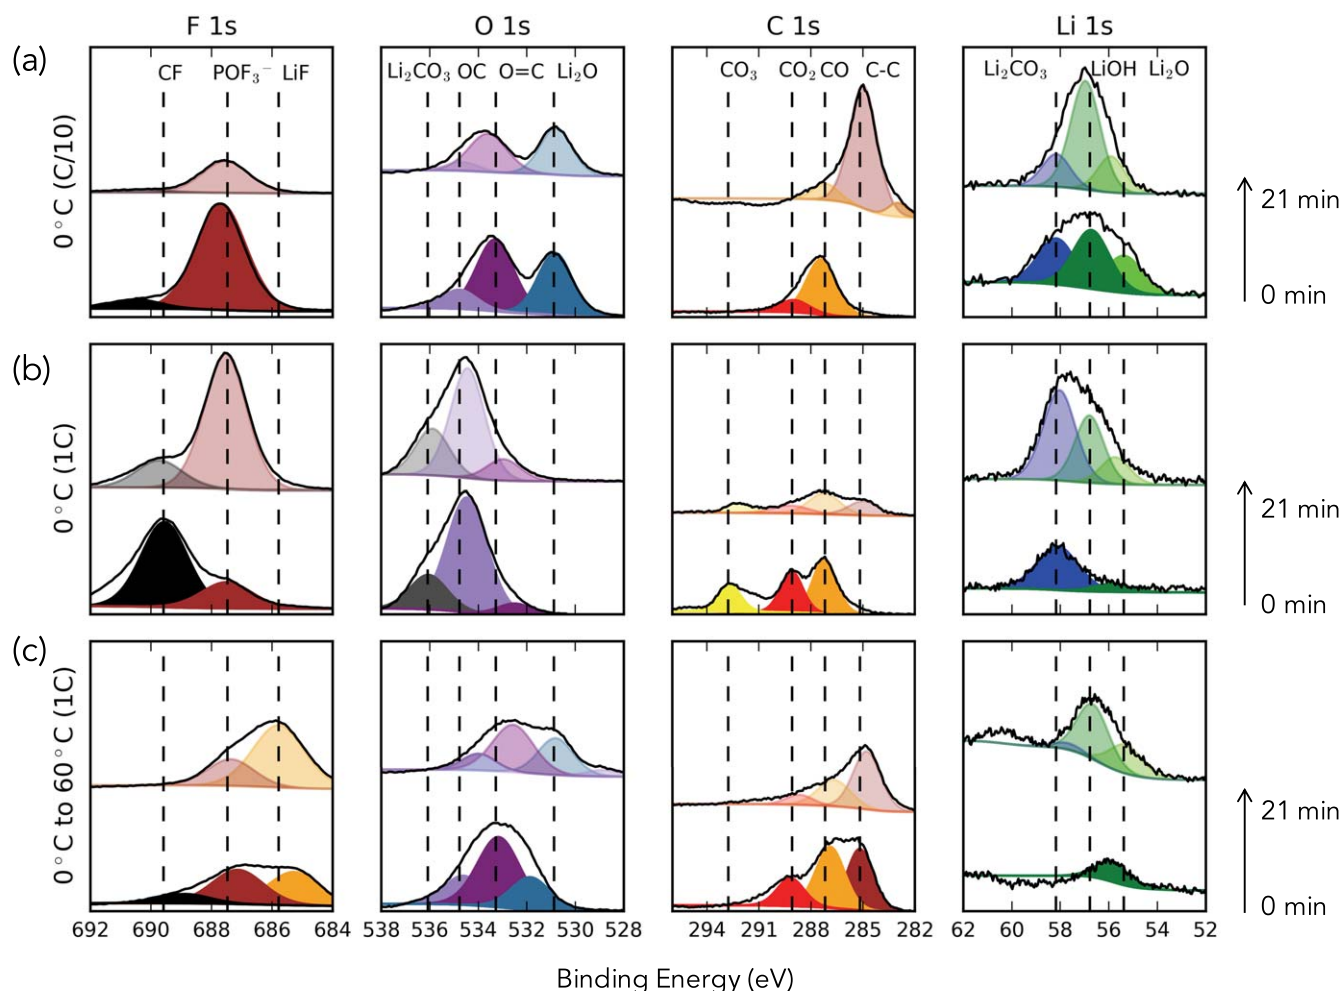 F 1s O 1s C 1s Li 1s
(a)
CF POF₃⁻ LiF
Li₂CO₃ OC O=C Li₂O
CO₃ CO₂ CO C-C
Li₂CO₃ LiOH Li₂O
0°C (C/10)
21 min
0 min
(b)
0°C (1C)
21 min
0 min
(c)
0°C to 60°C (1C)
21 min
0 min
692 690 688 686 684
538 536 534 532 530 528
294 291 288 285 282
62 60 58 56 54 52
Binding Energy (eV)